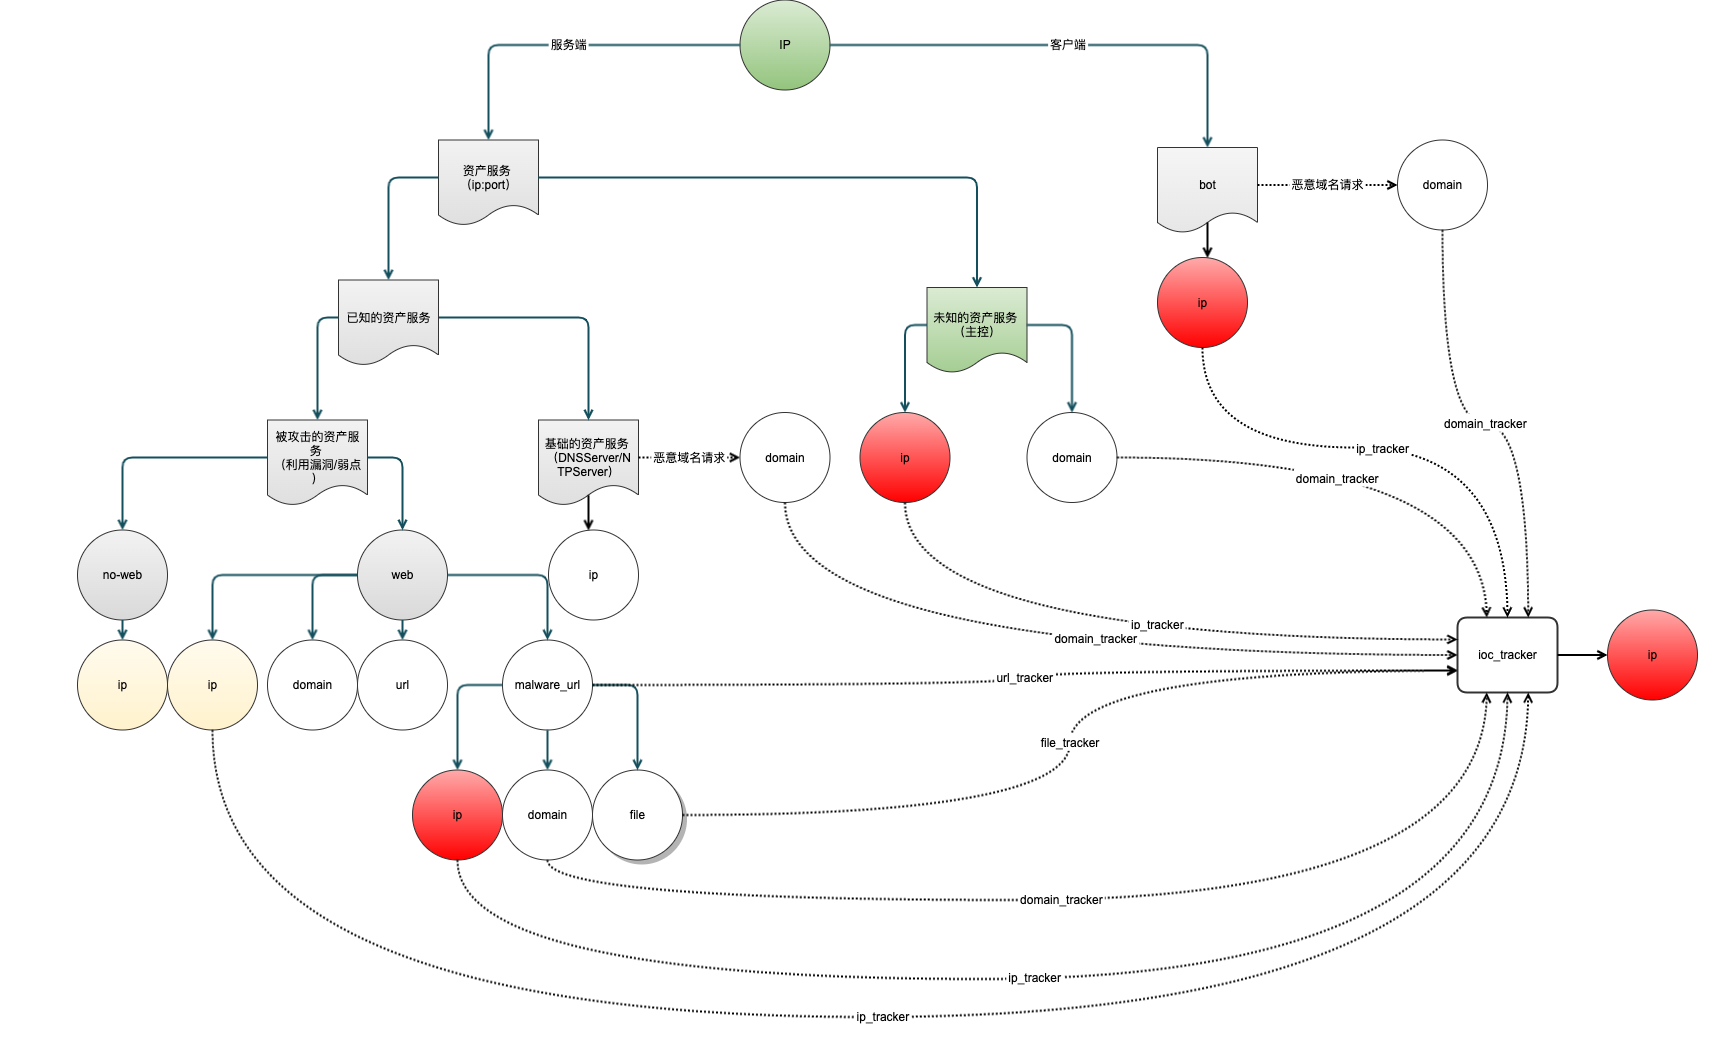 IP
服务端
客户端
资产服务
（ip:port）
bot
恶意域名请求
domain
已知的资产服务
未知的资产服务
（主控）
ip
被攻击的资产服
务
（利用漏洞/弱点
）
基础的资产服务
（DNSServer/N
TPServer）
恶意域名请求
domain
ip
domain
domain_tracker
ip_tracker
domain_tracker
no-web
web
ip
ip_tracker
domain_tracker
ioc_tracker
ip
ip
ip
domain
url
malware_url
url_tracker
file_tracker
ip
domain
file
domain_tracker
ip_tracker
ip_tracker